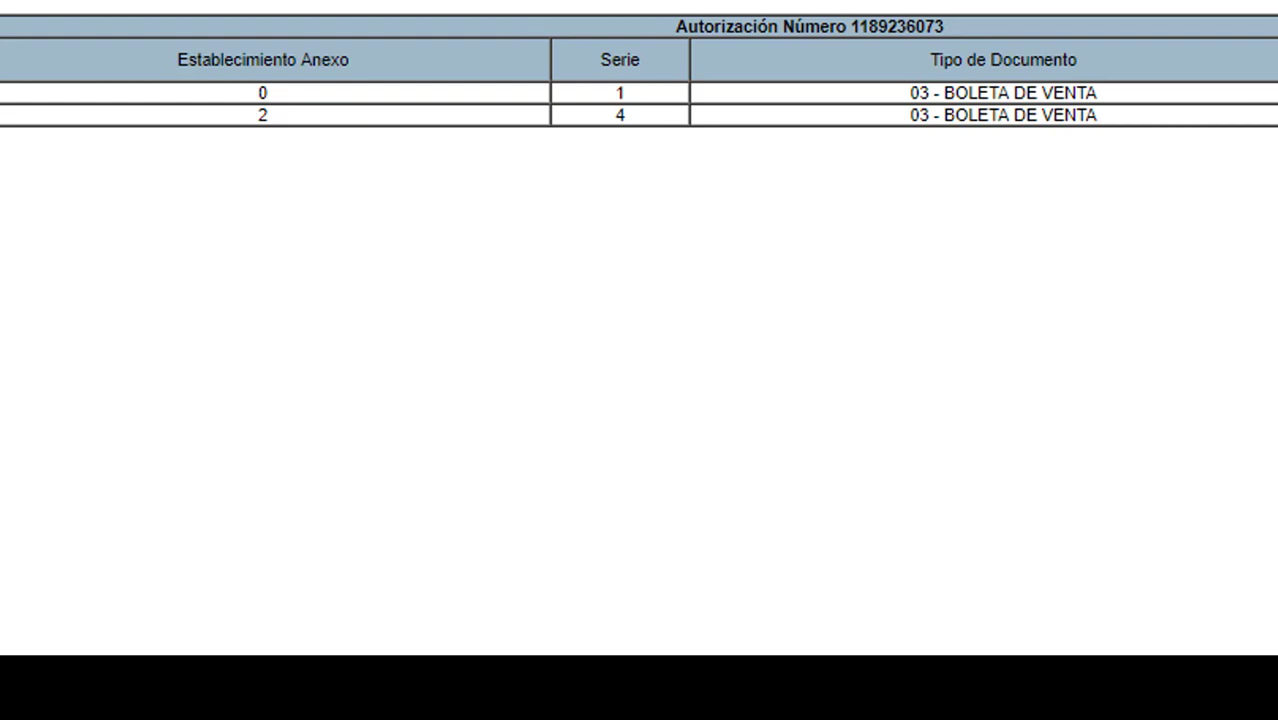 Autorización Número 1189236073
Establecimiento Anexo Serie Tipo de Documento
0 1 03 - BOLETA DE VENTA
2 4 03 - BOLETA DE VENTA